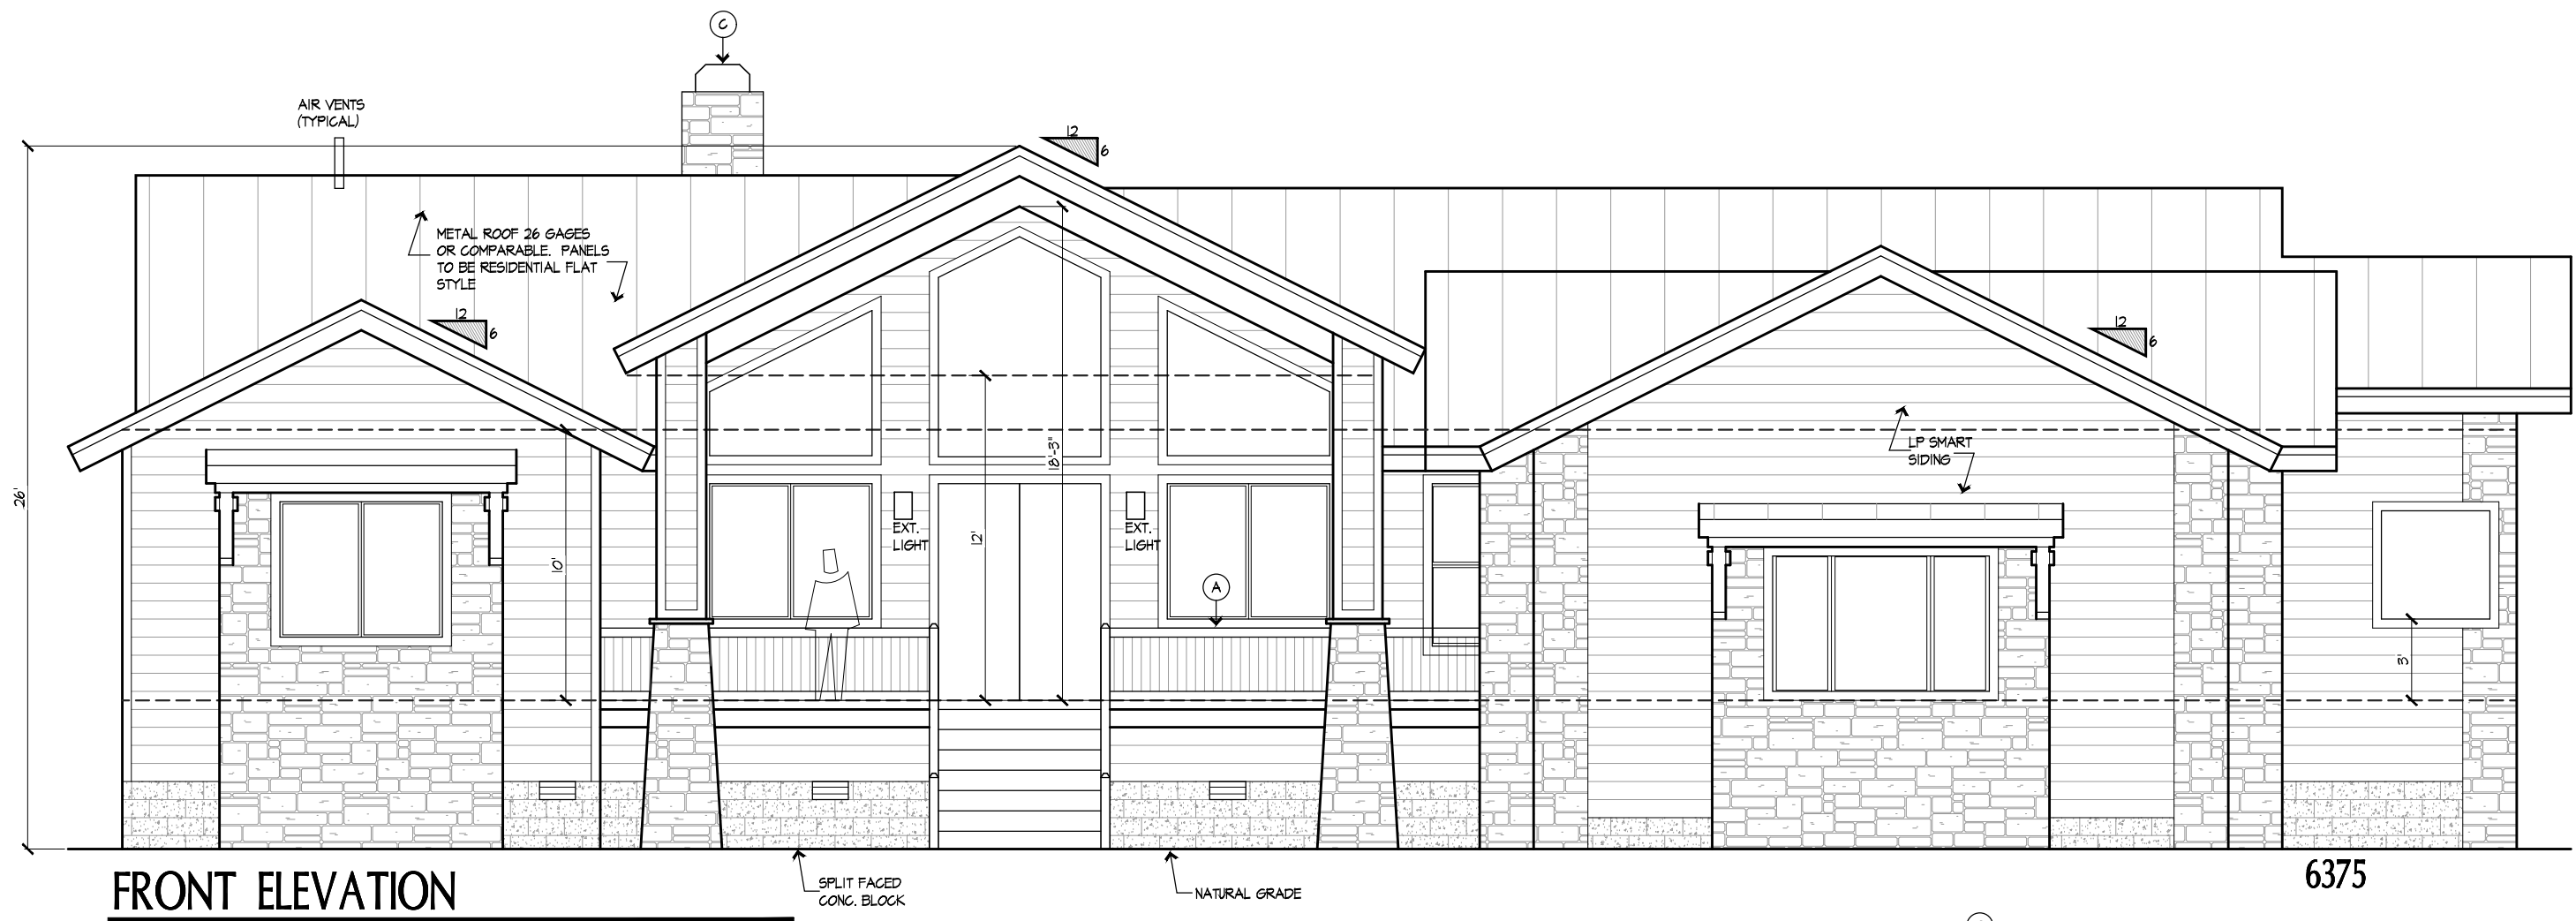 C
AIR VENTS
(TYPICAL)
12
6
METAL ROOF 26 GAGES
OR COMPARABLE. PANELS
TO BE RESIDENTIAL FLAT
STYLE
12
6
12
6
26'
10'
12'
18'-3"
3'
LP SMART
SIDING
EXT.
LIGHT
EXT.
LIGHT
A
FRONT ELEVATION
SPLIT FACED
CONC. BLOCK
NATURAL GRADE
6375